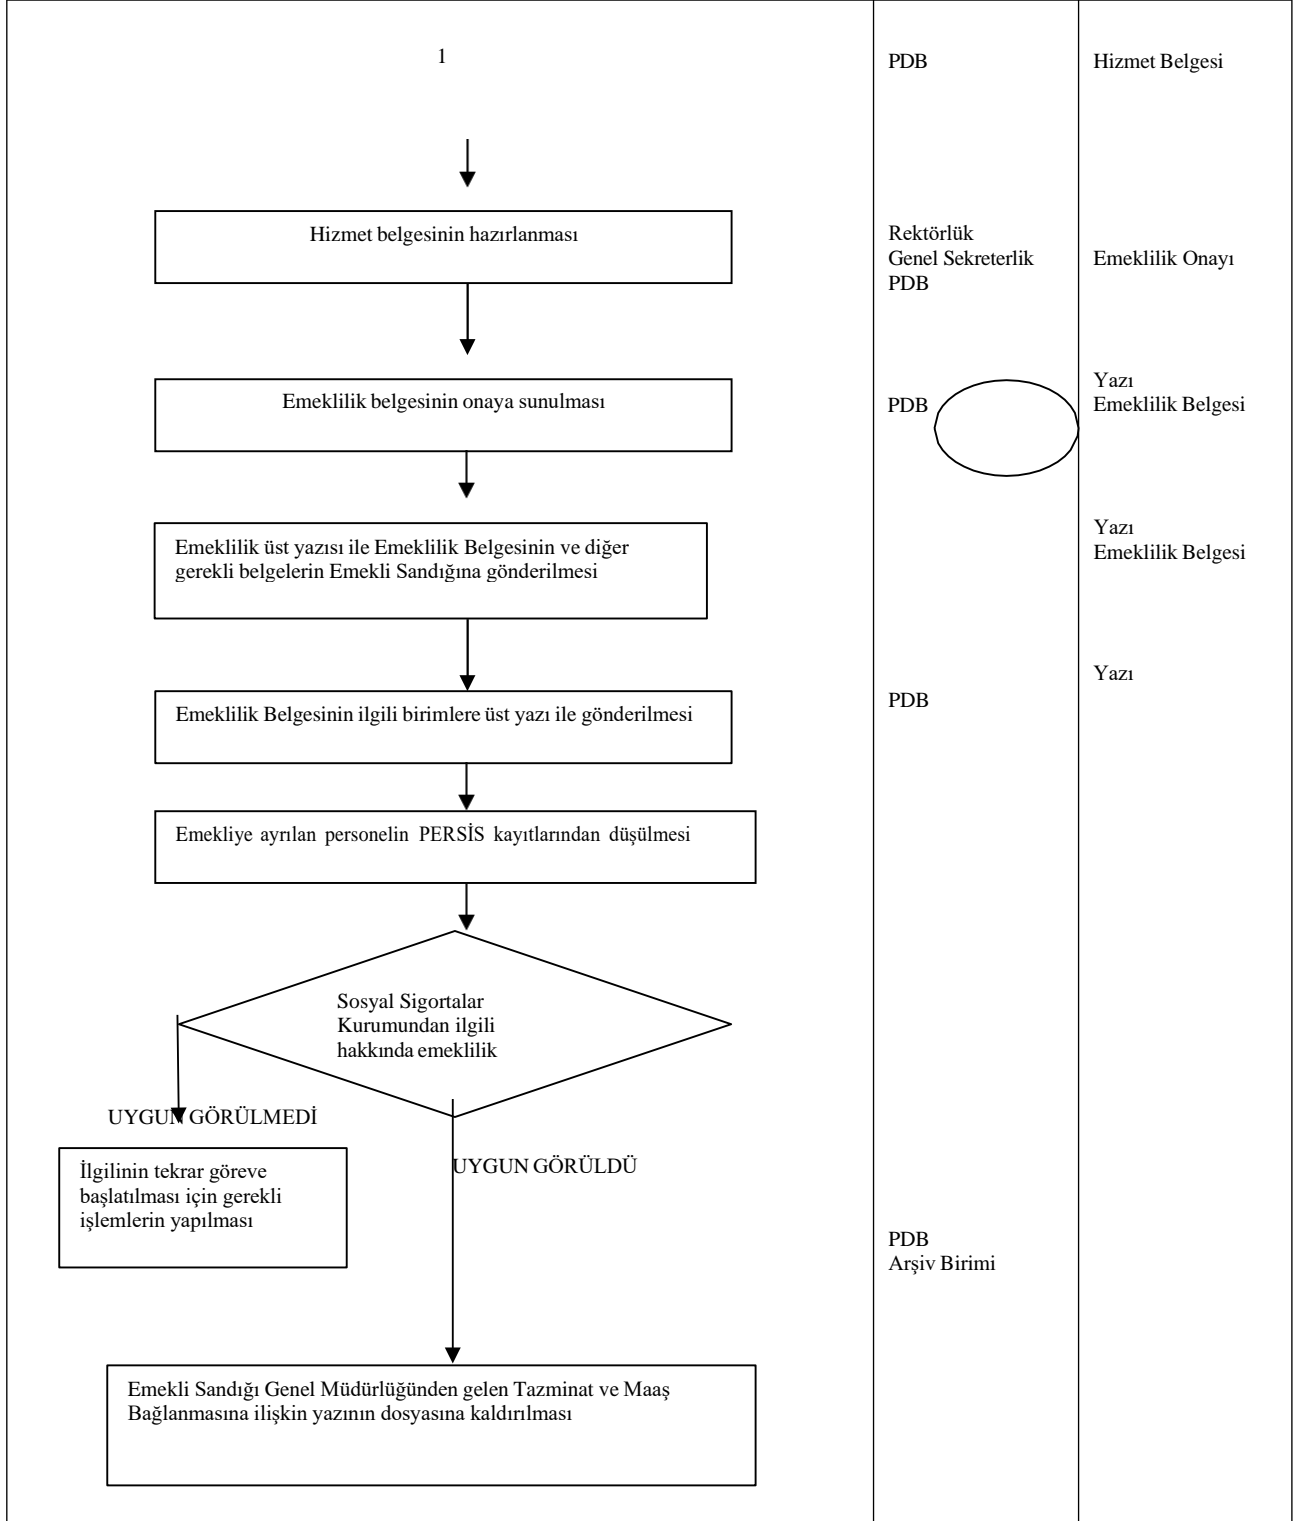 1
PDB
Hizmet Belgesi
Hizmet belgesinin hazırlanması
Rektörlük
Genel Sekreterlik
PDB
Emeklilik Onayı
Emeklilik belgesinin onaya sunulması
PDB
Yazı
Emeklilik Belgesi
Emeklilik üst yazısı ile Emeklilik Belgesinin ve diğer
gerekli belgelerin Emekli Sandığına gönderilmesi
Yazı
Emeklilik Belgesi
Emeklilik Belgesinin ilgili birimlere üst yazı ile gönderilmesi
PDB
Yazı
Emekliye ayrılan personelin PERSİS kayıtlarından düşülmesi
Sosyal Sigortalar
Kurumundan ilgili
hakkında emeklilik
UYGUN GÖRÜLMEDİ
UYGUN GÖRÜLDÜ
İlgilinin tekrar göreve
başlatılması için gerekli
işlemlerin yapılması
PDB
Arşiv Birimi
Emekli Sandığı Genel Müdürlüğünden gelen Tazminat ve Maaş
Bağlanmasına ilişkin yazının dosyasına kaldırılması